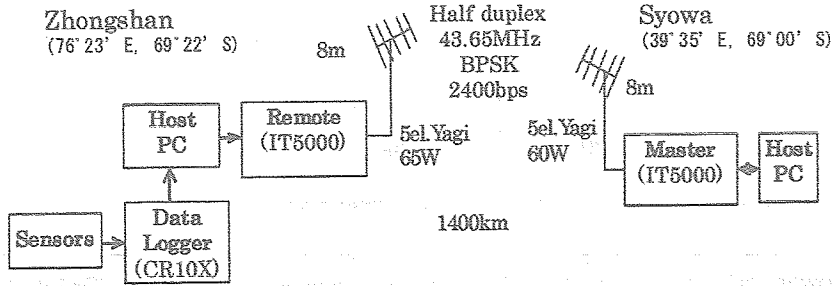 Zhongshan
(76°23' E, 69°22' S)
8m
Half duplex
43.65MHz
BPSK
2400bps
Syowa
(39°35' E, 69°00' S)
8m
Host
PC
Remote
(IT5000)
5el.Yagi
65W
5el.Yagi
60W
Master
(IT5000)
Host
PC
Sensors
Data
Logger
(CR10X)
1400km